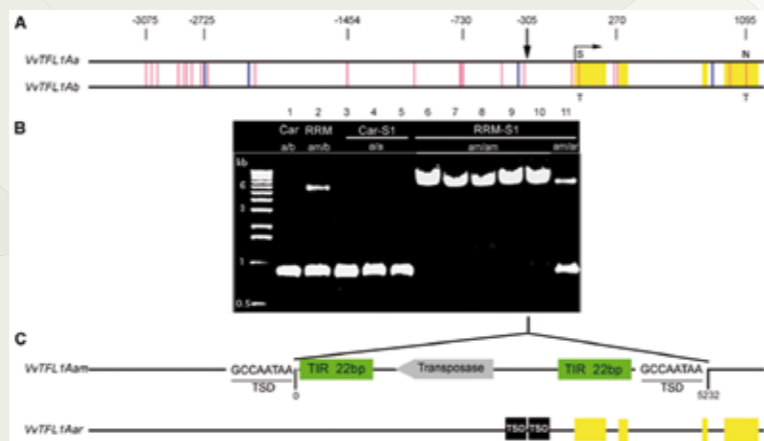 A -3075 -2725 -1454 -730 -305 270 1095
S N
VvTFL1Aa
VvTFL1Ab
T T
B 1 2 3 4 5 6 7 8 9 10 11
Car RRM Car-S1 RRM-S1
a/b am/b a/a am/am am/ar
kb
6
3
1
0.5
C
GCCAATAA TIR 22bp Transposase TIR 22bp GCCAATAA
VvTFL1Aam
TSD 0 TSD 5232
VvTFL1Aar TSD TSD